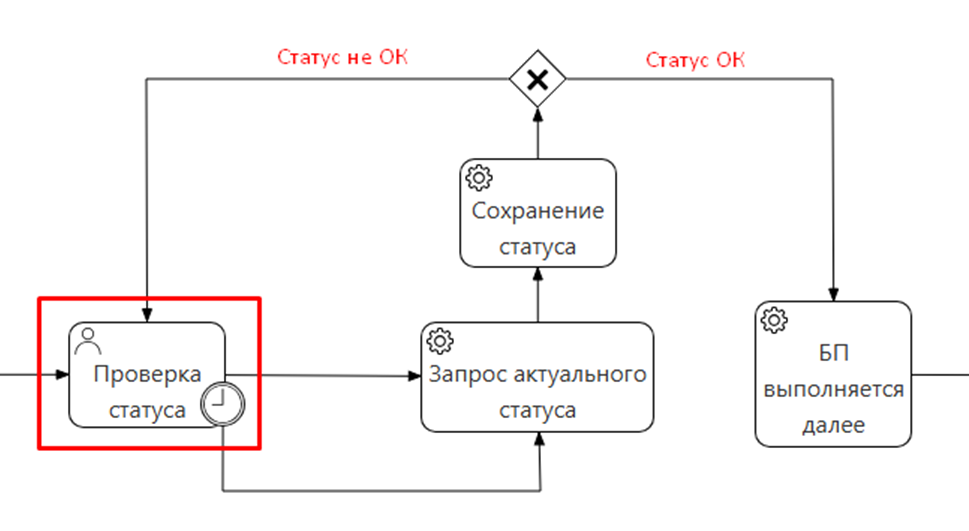 Статус не ОК
Статус ОК
Сохранение
статуса
Проверка
статуса
Запрос актуального
статуса
БП
выполняется
далее